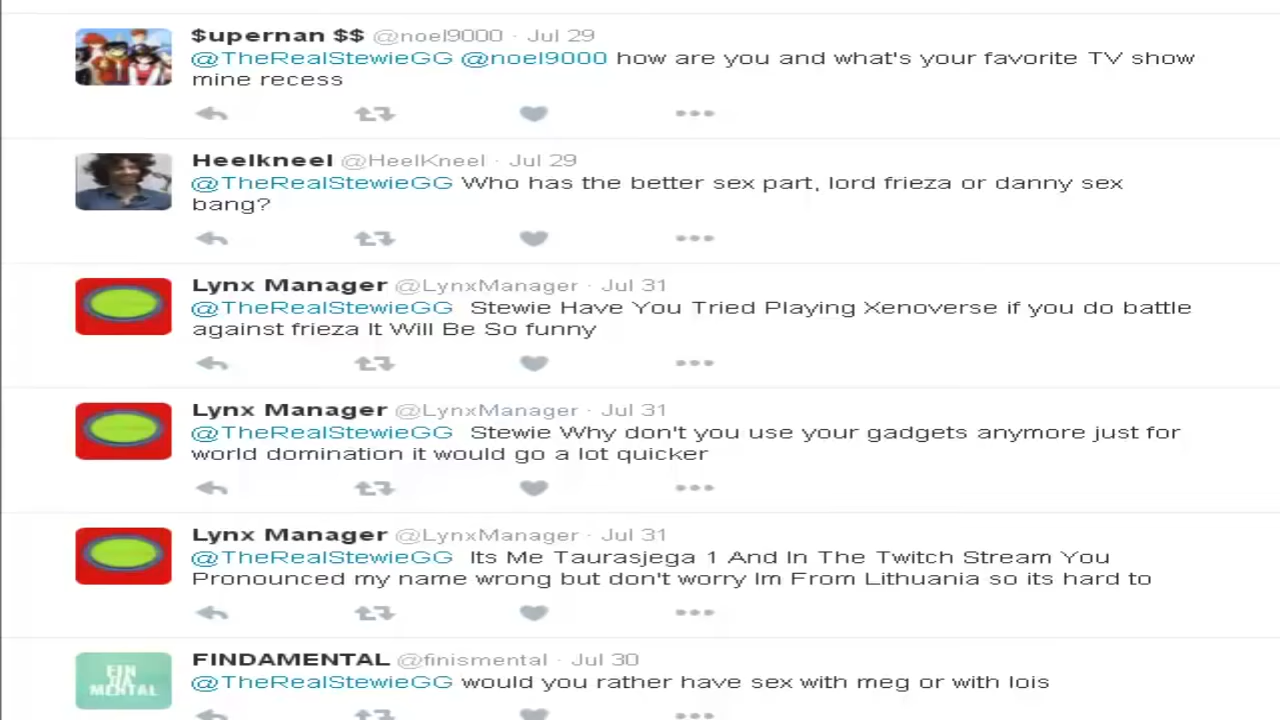 $upernan $$ @noel9000 · Jul 29
@TheRealStewieGG @noel9000 how are you and what's your favorite TV show
mine recess
Heelkneel @HeelKneel · Jul 29
@TheRealStewieGG Who has the better sex part, lord frieza or danny sex
bang?
Lynx Manager @LynxManager · Jul 31
@TheRealStewieGG Stewie Have You Tried Playing Xenoverse if you do battle
against frieza It Will Be So funny
Lynx Manager @LynxManager · Jul 31
@TheRealStewieGG Stewie Why don't you use your gadgets anymore just for
world domination it would go a lot quicker
Lynx Manager @LynxManager · Jul 31
@TheRealStewieGG Its Me Taurasjega 1 And In The Twitch Stream You
Pronounced my name wrong but don't worry Im From Lithuania so its hard to
FINDAMENTAL @finismental · Jul 30
FIN
DA
MENTAL
@TheRealStewieGG would you rather have sex with meg or with lois